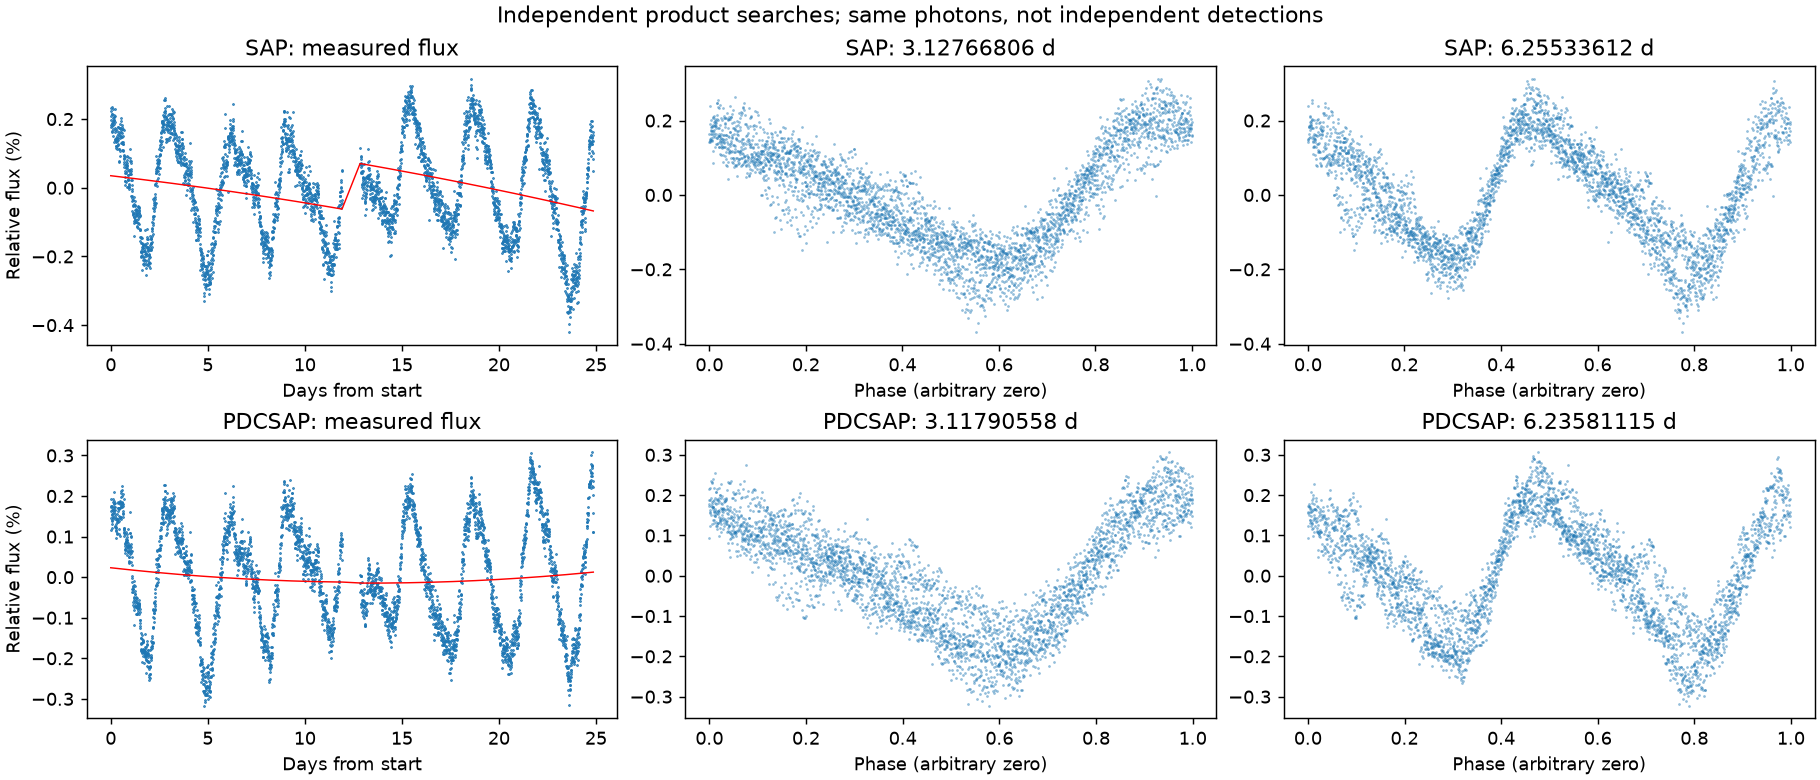 Independent product searches; same photons, not independent detections
SAP: measured flux
SAP: 3.12766806 d
SAP: 6.25533612 d
Relative flux (%)
0.2
0.0
−0.2
−0.4
0 5 10 15 20 25
Days from start
0.2
0.0
−0.2
−0.4
0.0 0.2 0.4 0.6 0.8 1.0
Phase (arbitrary zero)
0.2
0.0
−0.2
−0.4
0.0 0.2 0.4 0.6 0.8 1.0
Phase (arbitrary zero)
PDCSAP: measured flux
PDCSAP: 3.11790558 d
PDCSAP: 6.23581115 d
Relative flux (%)
0.3
0.2
0.1
0.0
−0.1
−0.2
−0.3
0 5 10 15 20 25
Days from start
0.3
0.2
0.1
0.0
−0.1
−0.2
−0.3
0.0 0.2 0.4 0.6 0.8 1.0
Phase (arbitrary zero)
0.3
0.2
0.1
0.0
−0.1
−0.2
−0.3
0.0 0.2 0.4 0.6 0.8 1.0
Phase (arbitrary zero)